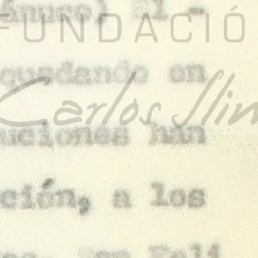 FUNDACIÓ
quedando en
Carlos Slim
uciones han
ción, a los